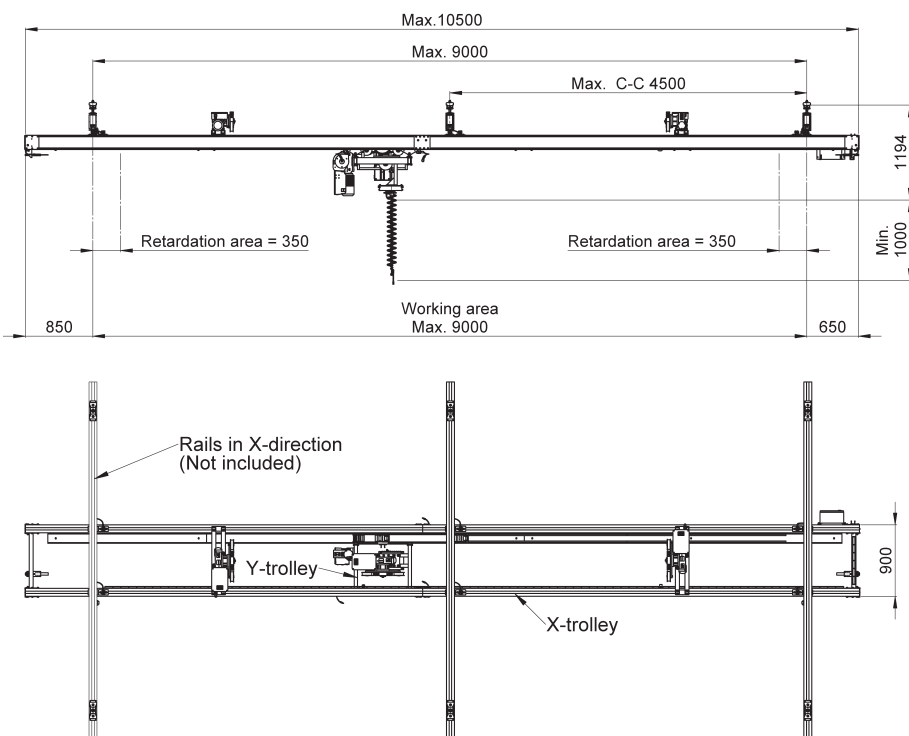 Max.10500
Max. 9000
Max.  C-C 4500
1194
Retardation area = 350
Retardation area = 350
Min.
1000
Working area
850
Max. 9000
650
Rails in X-direction
(Not included)
Y-trolley
900
X-trolley